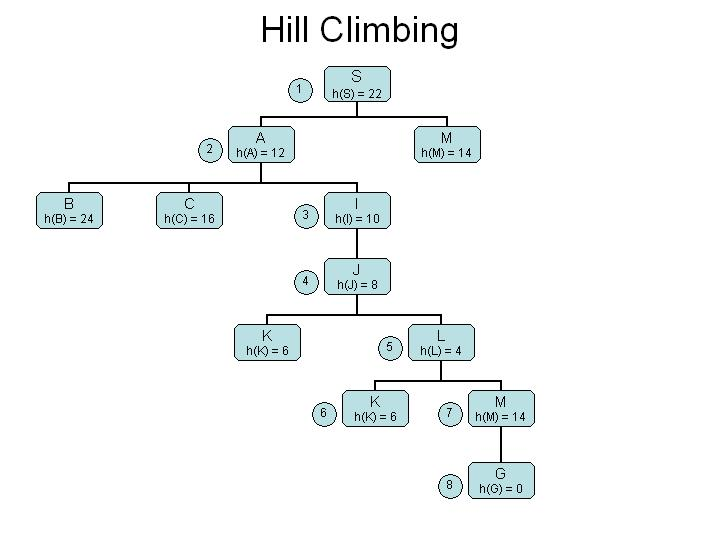 Hill Climbing
1
S
h(S) = 22
2
A
h(A) = 12
M
h(M) = 14
B
h(B) = 24
C
h(C) = 16
3
I
h(I) = 10
4
J
h(J) = 8
K
h(K) = 6
5
L
h(L) = 4
6
K
h(K) = 6
7
M
h(M) = 14
8
G
h(G) = 0